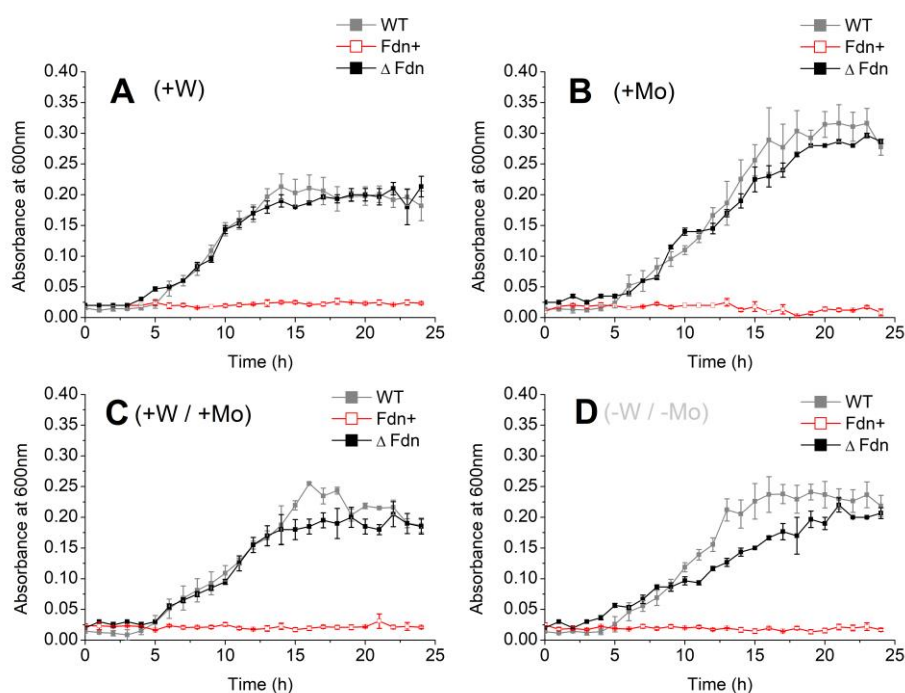 WT
Fdn+
Δ Fdn
A (+W)
0.40
0.35
0.30
0.25
0.20
0.15
0.10
0.05
0.00
Absorbance at 600nm
0 5 10 15 20 25
Time (h)
WT
Fdn+
Δ Fdn
B (+Mo)
0.40
0.35
0.30
0.25
0.20
0.15
0.10
0.05
0.00
Absorbance at 600nm
0 5 10 15 20 25
Time (h)
WT
Fdn+
Δ Fdn
C (+W / +Mo)
0.40
0.35
0.30
0.25
0.20
0.15
0.10
0.05
0.00
Absorbance at 600nm
0 5 10 15 20 25
Time (h)
WT
Fdn+
Δ Fdn
D (-W / -Mo)
0.40
0.35
0.30
0.25
0.20
0.15
0.10
0.05
0.00
Absorbance at 600nm
0 5 10 15 20 25
Time (h)